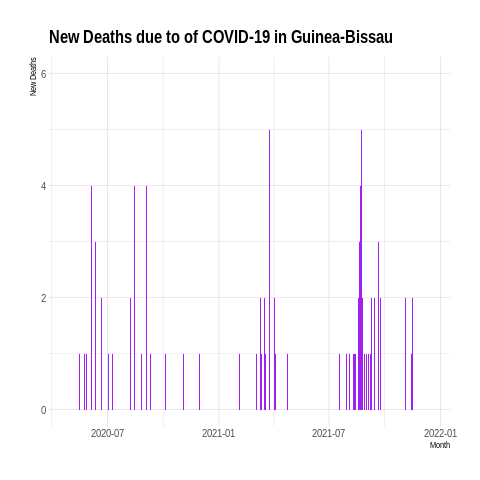 New Deaths due to of COVID-19 in Guinea-Bissau
New Deaths
6
4
2
0
2020-07 2021-01 2021-07 2022-01
Month